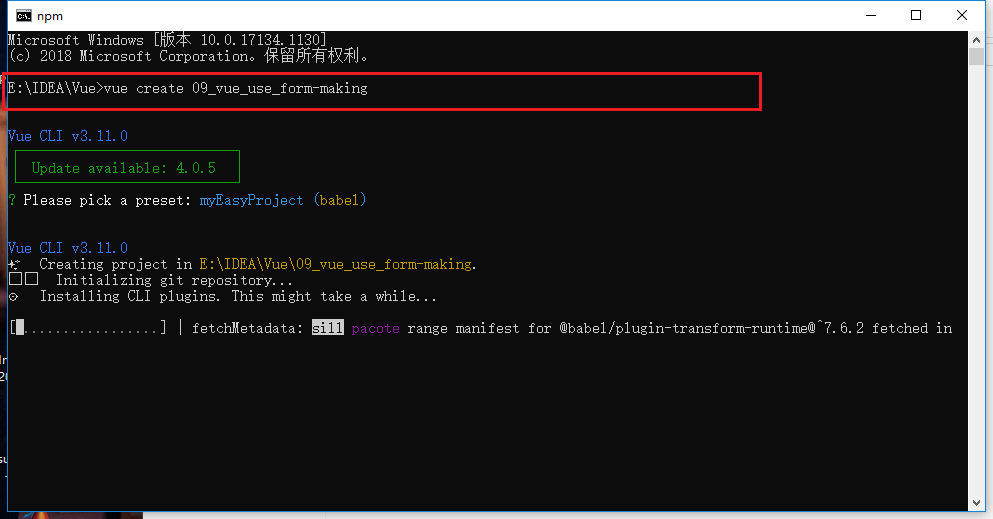 npm
Microsoft Windows [版本 10.0.17134.1130]
(c) 2018 Microsoft Corporation。保留所有权利。
E:\IDEA\Vue>vue create 09_vue_use_form-making
Vue CLI v3.11.0
Update available: 4.0.5
? Please pick a preset: myEasyProject (babel)
Vue CLI v3.11.0
Creating project in E:\IDEA\Vue\09_vue_use_form-making.
Initializing git repository...
Installing CLI plugins. This might take a while...
[ .................] | fetchMetadata: sill pacote range manifest for @babel/plugin-transform-runtime@^7.6.2 fetched in